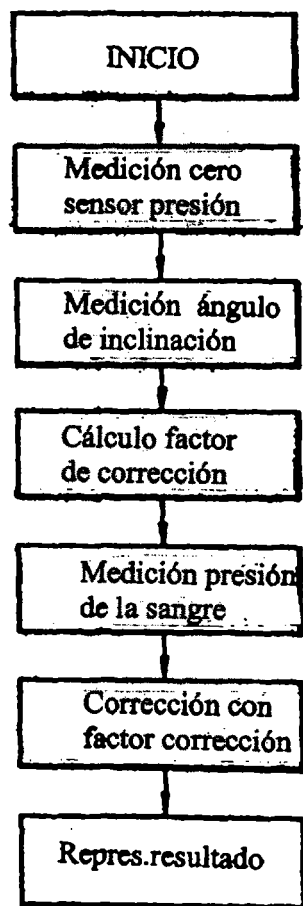 INICIO
Medición cero
sensor presión
Medición ángulo
de inclinación
Cálculo factor
de corrección
Medición presión
de la sangre
Corrección con
factor corrección
Repres.resultado